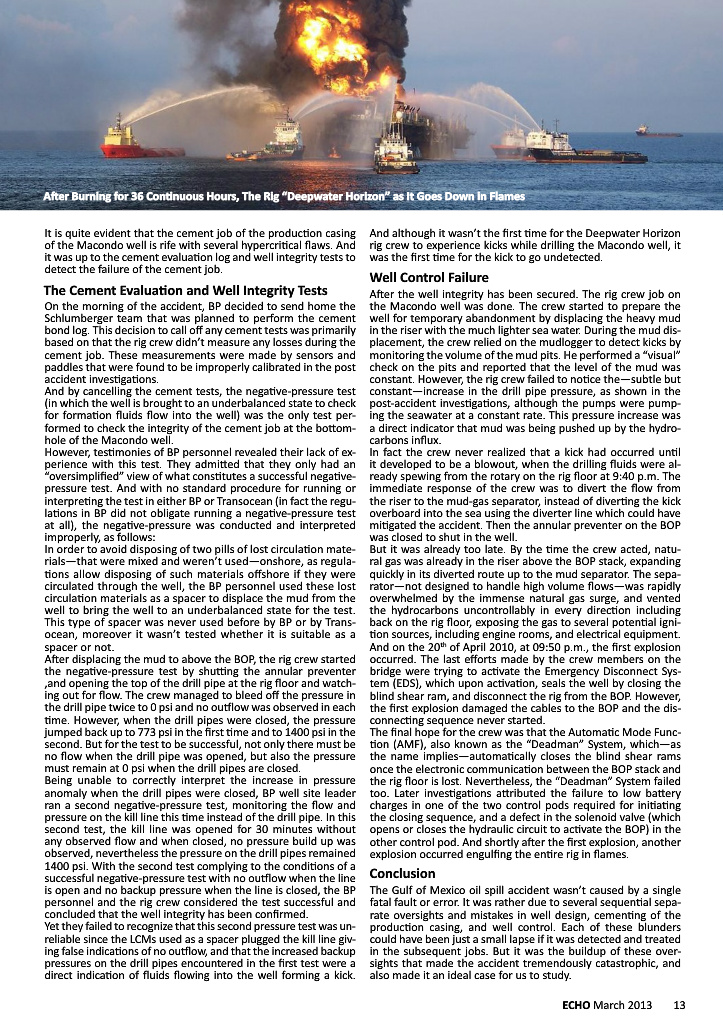 After Burning for 36 Continuous Hours, The Rig “Deepwater Horizon” as It Goes Down in Flames
It is quite evident that the cement job of the production casing
of the Macondo well is rife with several hypercritical flaws. And
it was up to the cement evaluation log and well integrity tests to
detect the failure of the cement job.
The Cement Evaluation and Well Integrity Tests
On the morning of the accident, BP decided to send home the
Schlumberger team that was planned to perform the cement
bond log. This decision to call off any cement tests was primarily
based on that the rig crew didn’t measure any losses during the
cement job. These measurements were made by sensors and
paddles that were found to be improperly calibrated in the post
accident investigations.
And by cancelling the cement tests, the negative-pressure test
(in which the well is brought to an underbalanced state to check
for formation fluids flow into the well) was the only test per-
formed to check the integrity of the cement job at the bottom-
hole of the Macondo well.
However, testimonies of BP personnel revealed their lack of ex-
perience with this test. They admitted that they only had an
“oversimplified” view of what constitutes a successful negative-
pressure test. And with no standard procedure for running or
interpreting the test in either BP or Transocean (in fact the regu-
lations in BP did not obligate running a negative-pressure test
at all), the negative-pressure was conducted and interpreted
improperly, as follows:
In order to avoid disposing of two pills of lost circulation mate-
rials—that were mixed and weren’t used—onshore, as regula-
tions allow disposing of such materials offshore if they were
circulated through the well, the BP personnel used these lost
circulation materials as a spacer to displace the mud from the
well to bring the well to an underbalanced state for the test.
This type of spacer was never used before by BP or by Trans-
ocean, moreover it wasn’t tested whether it is suitable as a
spacer or not.
After displacing the mud to above the BOP, the rig crew started
the negative-pressure test by shutting the annular preventer
,and opening the top of the drill pipe at the rig floor and watch-
ing out for flow. The crew managed to bleed off the pressure in
the drill pipe twice to 0 psi and no outflow was observed in each
time. However, when the drill pipes were closed, the pressure
jumped back up to 773 psi in the first time and to 1400 psi in the
second. But for the test to be successful, not only there must be
no flow when the drill pipe was opened, but also the pressure
must remain at 0 psi when the drill pipes are closed.
Being unable to correctly interpret the increase in pressure
anomaly when the drill pipes were closed, BP well site leader
ran a second negative-pressure test, monitoring the flow and
pressure on the kill line this time instead of the drill pipe. In this
second test, the kill line was opened for 30 minutes without
any observed flow and when closed, no pressure build up was
observed, nevertheless the pressure on the drill pipes remained
1400 psi. With the second test complying to the conditions of a
successful negative-pressure test with no outflow when the line
is open and no backup pressure when the line is closed, the BP
personnel and the rig crew considered the test successful and
concluded that the well integrity has been confirmed.
Yet they failed to recognize that this second pressure test was un-
reliable since the LCMs used as a spacer plugged the kill line giv-
ing false indications of no outflow, and that the increased backup
pressures on the drill pipes encountered in the first test were a
direct indication of fluids flowing into the well forming a kick.
And although it wasn’t the first time for the Deepwater Horizon
rig crew to experience kicks while drilling the Macondo well, it
was the first time for the kick to go undetected.
Well Control Failure
After the well integrity has been secured. The rig crew job on
the Macondo well was done. The crew started to prepare the
well for temporary abandonment by displacing the heavy mud
in the riser with the much lighter sea water. During the mud dis-
placement, the crew relied on the mudlogger to detect kicks by
monitoring the volume of the mud pits. He performed a “visual”
check on the pits and reported that the level of the mud was
constant. However, the rig crew failed to notice the—subtle but
constant—increase in the drill pipe pressure, as shown in the
post-accident investigations, although the pumps were pump-
ing the seawater at a constant rate. This pressure increase was
a direct indicator that mud was being pushed up by the hydro-
carbons influx.
In fact the crew never realized that a kick had occurred until
it developed to be a blowout, when the drilling fluids were al-
ready spewing from the rotary on the rig floor at 9:40 p.m. The
immediate response of the crew was to divert the flow from
the riser to the mud-gas separator, instead of diverting the kick
overboard into the sea using the diverter line which could have
mitigated the accident. Then the annular preventer on the BOP
was closed to shut in the well.
But it was already too late. By the time the crew acted, natu-
ral gas was already in the riser above the BOP stack, expanding
quickly in its diverted route up to the mud separator. The sepa-
rator—not designed to handle high volume flows—was rapidly
overwhelmed by the immense natural gas surge, and vented
the hydrocarbons uncontrollably in every direction including
back on the rig floor, exposing the gas to several potential igni-
tion sources, including engine rooms, and electrical equipment.
And on the 20th of April 2010, at 09:50 p.m., the first explosion
occurred. The last efforts made by the crew members on the
bridge were trying to activate the Emergency Disconnect Sys-
tem (EDS), which upon activation, seals the well by closing the
blind shear ram, and disconnect the rig from the BOP. However,
the first explosion damaged the cables to the BOP and the dis-
connecting sequence never started.
The final hope for the crew was that the Automatic Mode Func-
tion (AMF), also known as the “Deadman” System, which—as
the name implies—automatically closes the blind shear rams
once the electronic communication between the BOP stack and
the rig floor is lost. Nevertheless, the “Deadman” System failed
too. Later investigations attributed the failure to low battery
charges in one of the two control pods required for initiating
the closing sequence, and a defect in the solenoid valve (which
opens or closes the hydraulic circuit to activate the BOP) in the
other control pod. And shortly after the first explosion, another
explosion occurred engulfing the entire rig in flames.
Conclusion
The Gulf of Mexico oil spill accident wasn’t caused by a single
fatal fault or error. It was rather due to several sequential sepa-
rate oversights and mistakes in well design, cementing of the
production casing, and well control. Each of these blunders
could have been just a small lapse if it was detected and treated
in the subsequent jobs. But it was the buildup of these over-
sights that made the accident tremendously catastrophic, and
also made it an ideal case for us to study.
ECHO March 2013 13